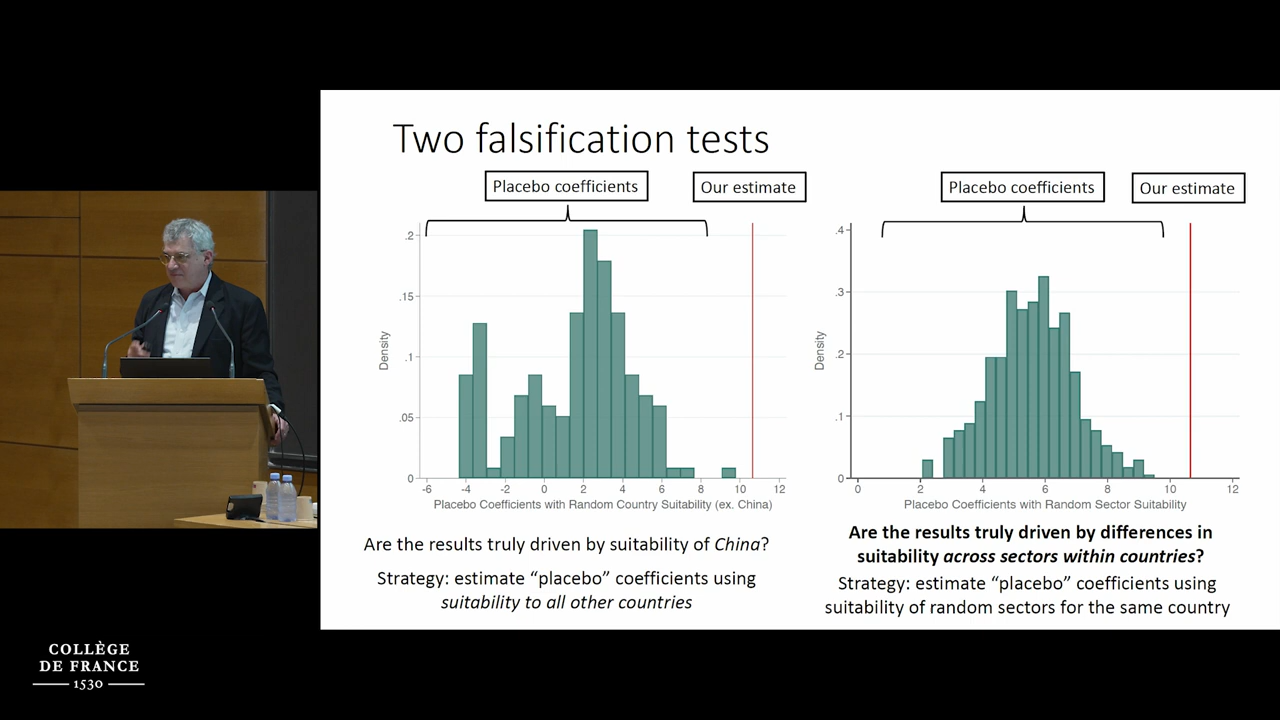 Two falsification tests
Placebo coefficients
Our estimate
.2
.15
.1
.05
0
Density
-6 -4 -2 0 2 4 6 8 10 12
Placebo Coefficients with Random Country Suitability (ex. China)
Are the results truly driven by suitability of China?
Strategy: estimate “placebo” coefficients using
suitability to all other countries
Placebo coefficients
Our estimate
.4
.3
.2
.1
0
Density
0 2 4 6 8 10 12
Placebo Coefficients with Random Sector Suitability
Are the results truly driven by differences in
suitability across sectors within countries?
Strategy: estimate “placebo” coefficients using
suitability of random sectors for the same country
COLLÈGE
DE FRANCE
1530